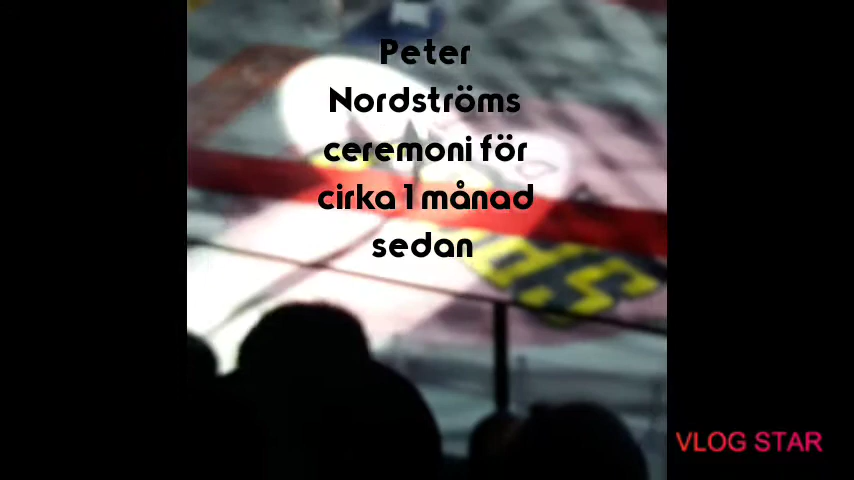 Peter
Nordströms
ceremoni för
cirka 1 månad
sedan
VLOG STAR